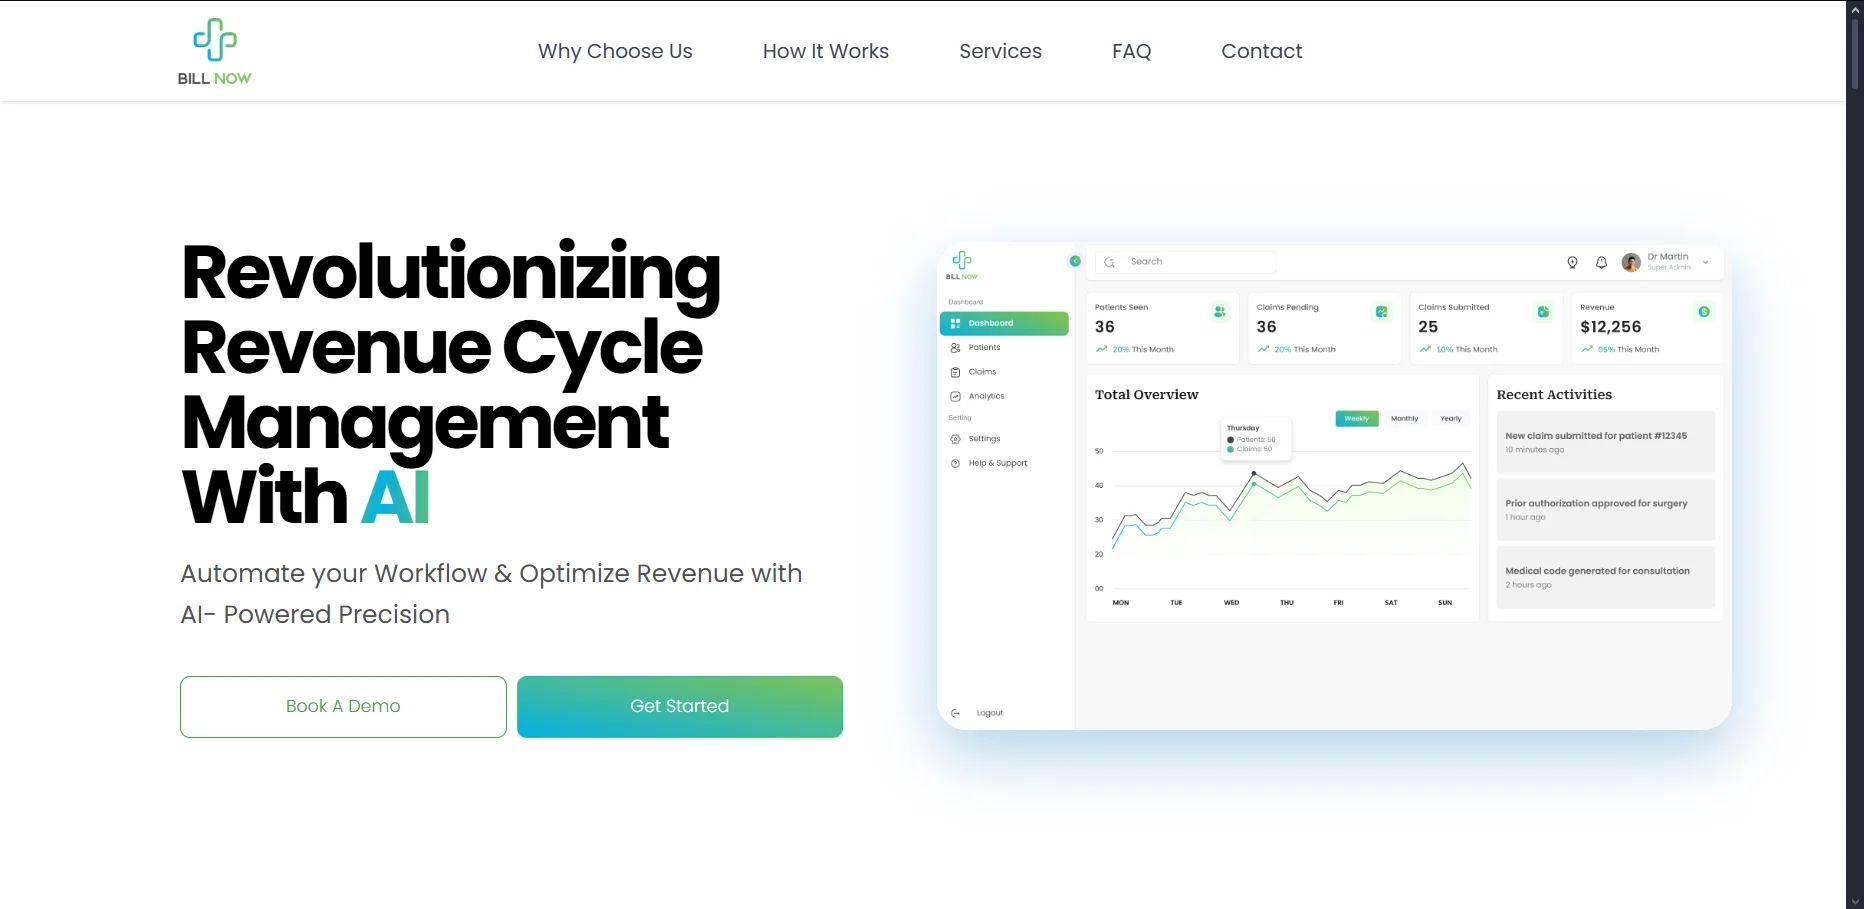 BILL NOW
Why Choose Us
How It Works
Services
FAQ
Contact
Revolutionizing
Revenue Cycle
Management
With AI
Automate your Workflow & Optimize Revenue with
AI- Powered Precision
Book A Demo
Get Started
BILL NOW
Dashboard
Dashboard
Patients
Claims
Analytics
Setting
Settings
Help & Support
Logout
Search
Dr Martin
Super Admin
Patients Seen
36
20% This Month
Claims Pending
36
20% This Month
Claims Submitted
25
10% This Month
Revenue
$12,256
05% This Month
Total Overview
Weekly
Monthly
Yearly
Thursday
Patients: 50
Claims: 50
50
40
30
20
00
MON
TUE
WED
THU
FRI
SAT
SUN
Recent Activities
New claim submitted for patient #12345
10 minutes ago
Prior authorization approved for surgery
1 hour ago
Medical code generated for consultation
2 hours ago